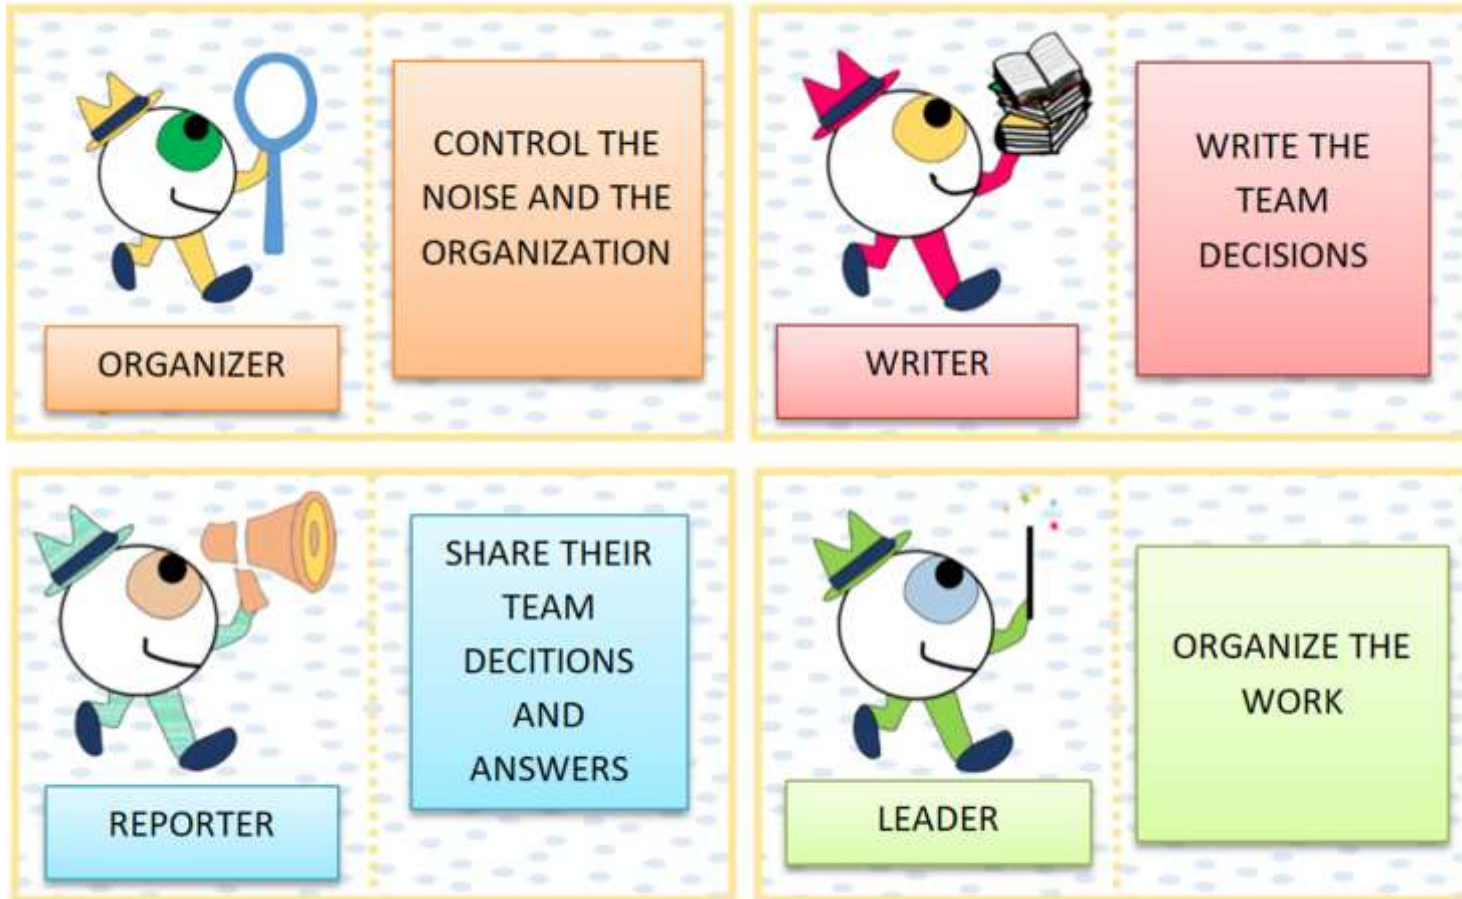 CONTROL THE
NOISE AND THE
ORGANIZATION
ORGANIZER
WRITE THE
TEAM
DECISIONS
WRITER
SHARE THEIR
TEAM
DECITIONS
AND
ANSWERS
REPORTER
ORGANIZE THE
WORK
LEADER